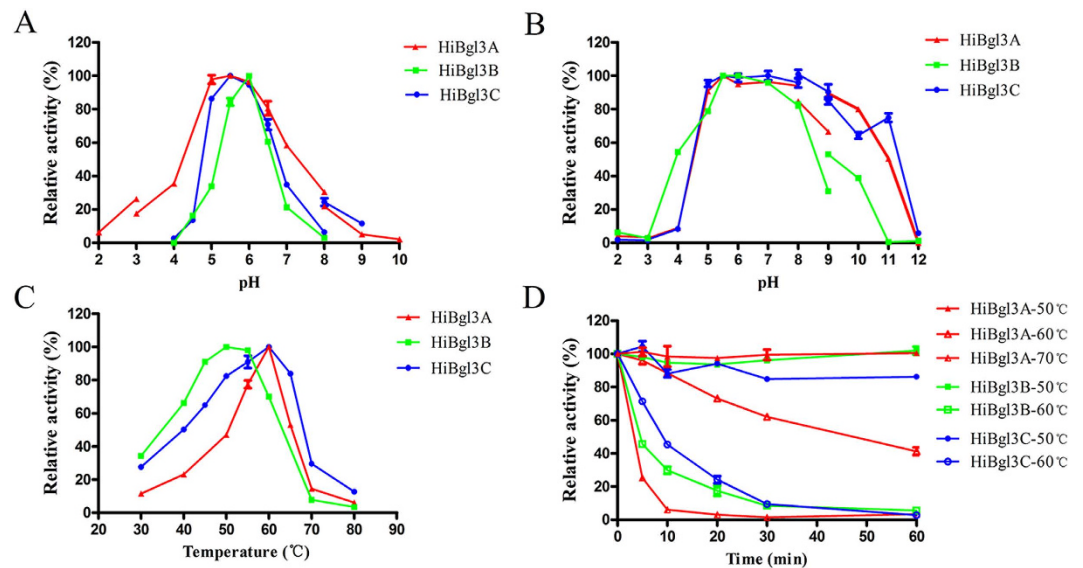 A
Relative activity (%)
120
100
80
60
40
20
0
2 3 4 5 6 7 8 9 10
pH
HiBgl3A
HiBgl3B
HiBgl3C
B
Relative activity (%)
120
100
80
60
40
20
0
2 3 4 5 6 7 8 9 10 11 12
pH
HiBgl3A
HiBgl3B
HiBgl3C
C
Relative activity (%)
120
100
80
60
40
20
0
20 30 40 50 60 70 80 90
Temperature (℃)
HiBgl3A
HiBgl3B
HiBgl3C
D
Relative activity (%)
120
100
80
60
40
20
0
0 10 20 30 40 50 60
Time (min)
HiBgl3A-50℃
HiBgl3A-60℃
HiBgl3A-70℃
HiBgl3B-50℃
HiBgl3B-60℃
HiBgl3C-50℃
HiBgl3C-60℃